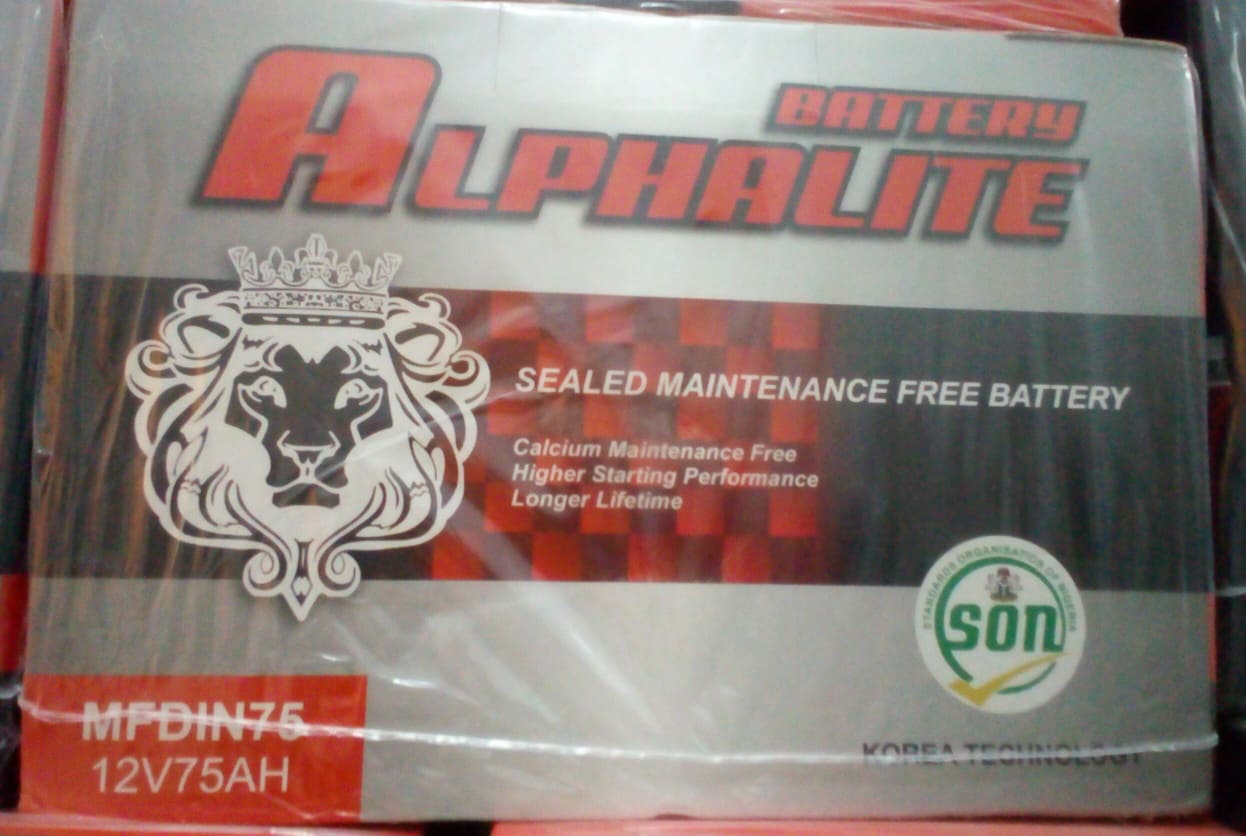 BATTERY
ALPHALITE
SEALED MAINTENANCE FREE BATTERY
Calcium Maintenance Free
Higher Starting Performance
Longer Lifetime
STANDARDS ORGANISATION OF NIGERIA
SON
MFDIN75
12V75AH
KOREA TECHNOLOGY